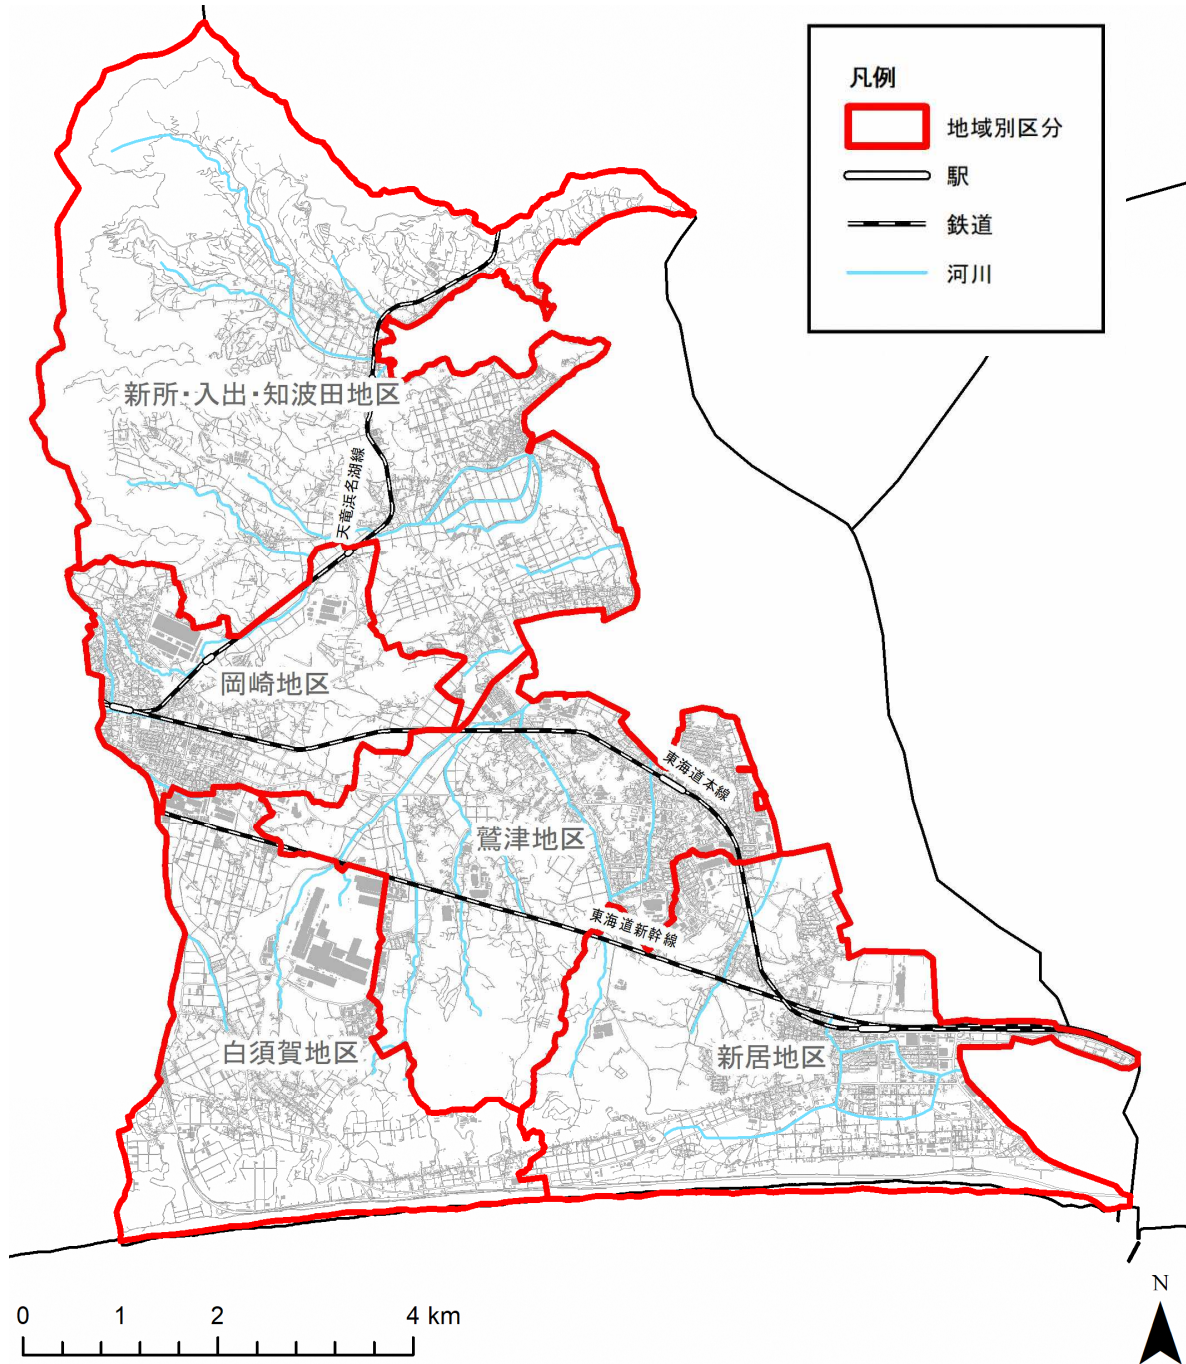 凡例
地域別区分
駅
鉄道
河川
新所・入出・知波田地区
天竜浜名湖線
岡崎地区
東海道本線
鷲津地区
東海道新幹線
白須賀地区
新居地区
N
0 1 2 4 km